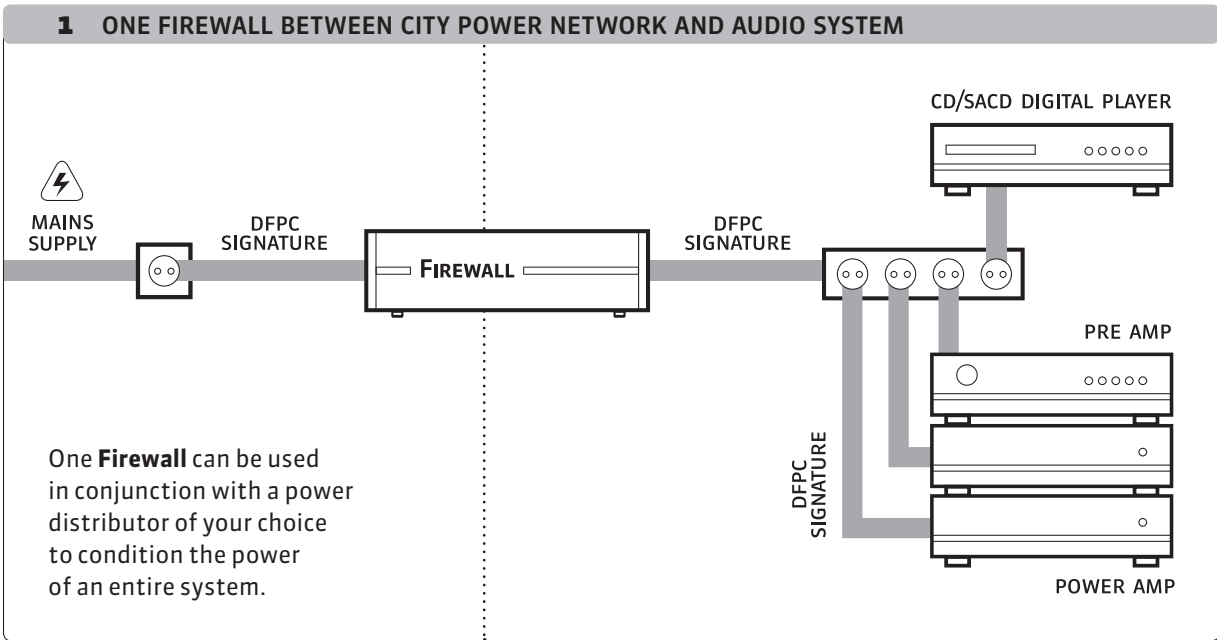 1 ONE FIREWALL BETWEEN CITY POWER NETWORK AND AUDIO SYSTEM
CD/SACD DIGITAL PLAYER
MAINS
SUPPLY
DFPC
SIGNATURE
FIREWALL
DFPC
SIGNATURE
PRE AMP
DFPC
SIGNATURE
POWER AMP
One Firewall can be used
in conjunction with a power
distributor of your choice
to condition the power
of an entire system.